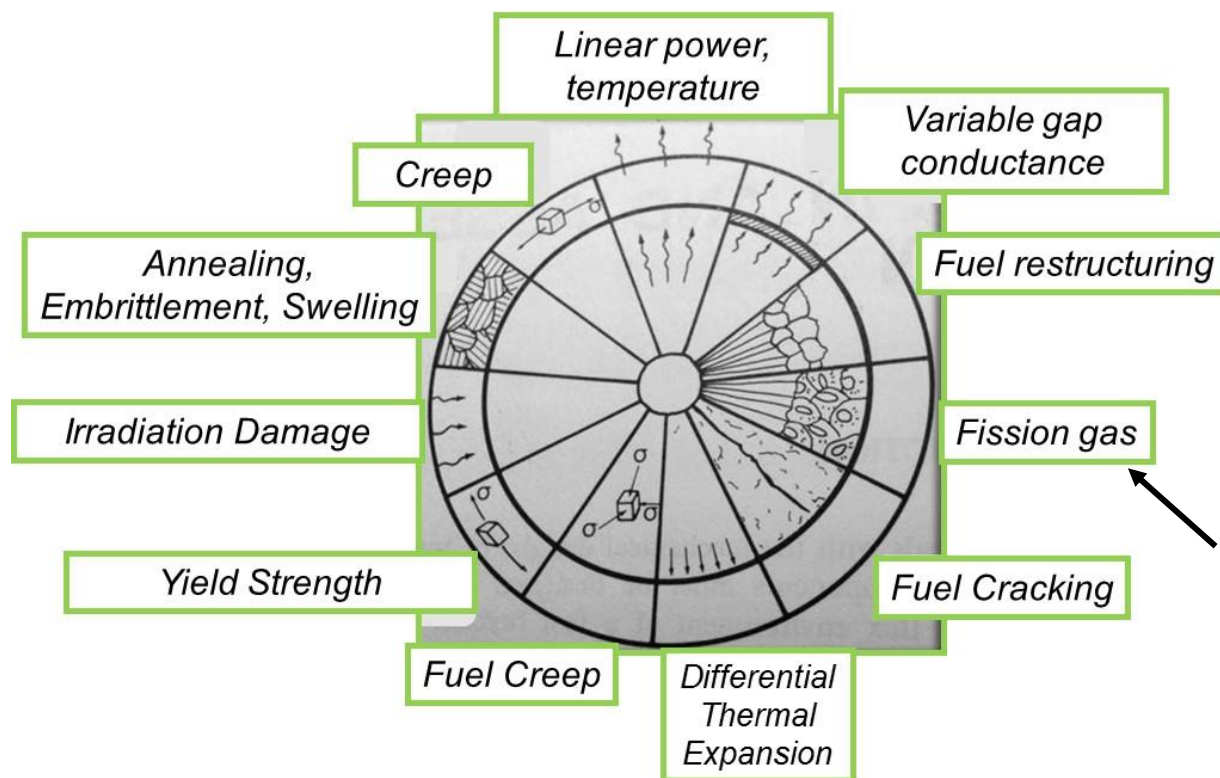 Linear power,
temperature
Variable gap
conductance
Creep
σ
Annealing,
Embrittlement, Swelling
Fuel restructuring
Irradiation Damage
Fission gas
σ
σ
σ
σ
Yield Strength
Fuel Cracking
Fuel Creep
Differential
Thermal
Expansion